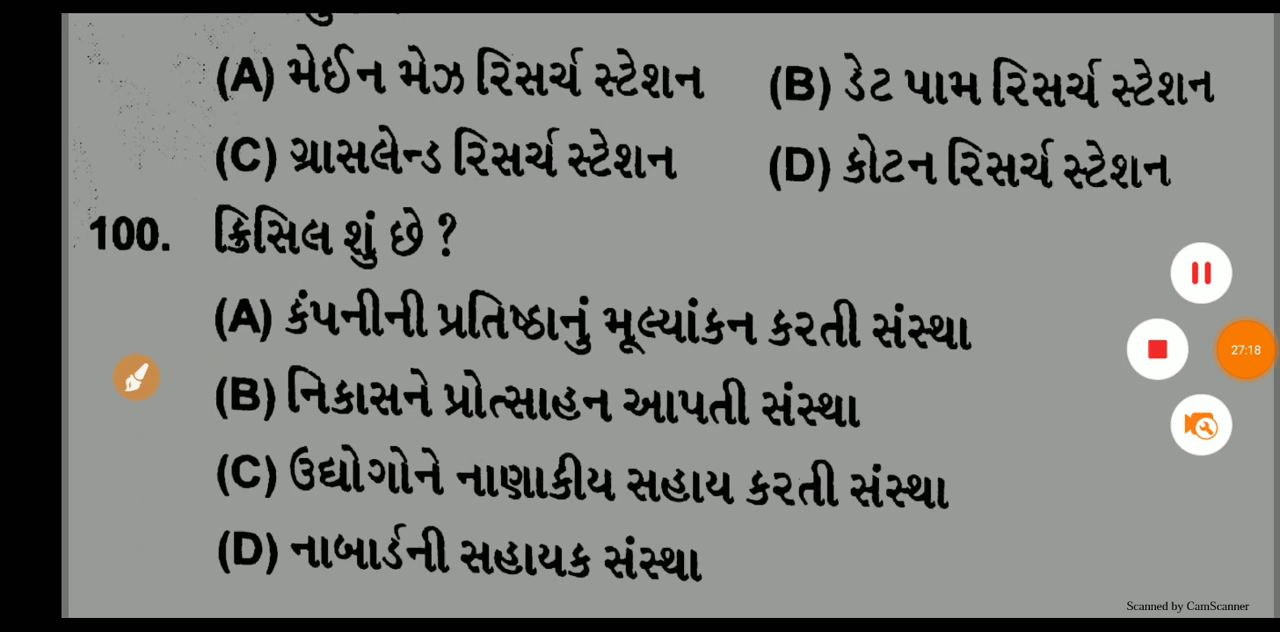 (A) મેઈન મેઝ રિસર્ચ સ્ટેશન (B) ડેટ પામ રિસર્ચ સ્ટેશન
(C) ગ્રાસલેન્ડ રિસર્ચ સ્ટેશન (D) કોટન રિસર્ચ સ્ટેશન
100. ક્રિસિલ શું છે ?
(A) કંપનીની પ્રતિષ્ઠાનું મૂલ્યાંકન કરતી સંસ્થા
(B) નિકાસને પ્રોત્સાહન આપતી સંસ્થા
27:18
(C) ઉદ્યોગોને નાણાકીય સહાય કરતી સંસ્થા
(D) નાબાર્ડની સહાયક સંસ્થા
Scanned by CamScanner